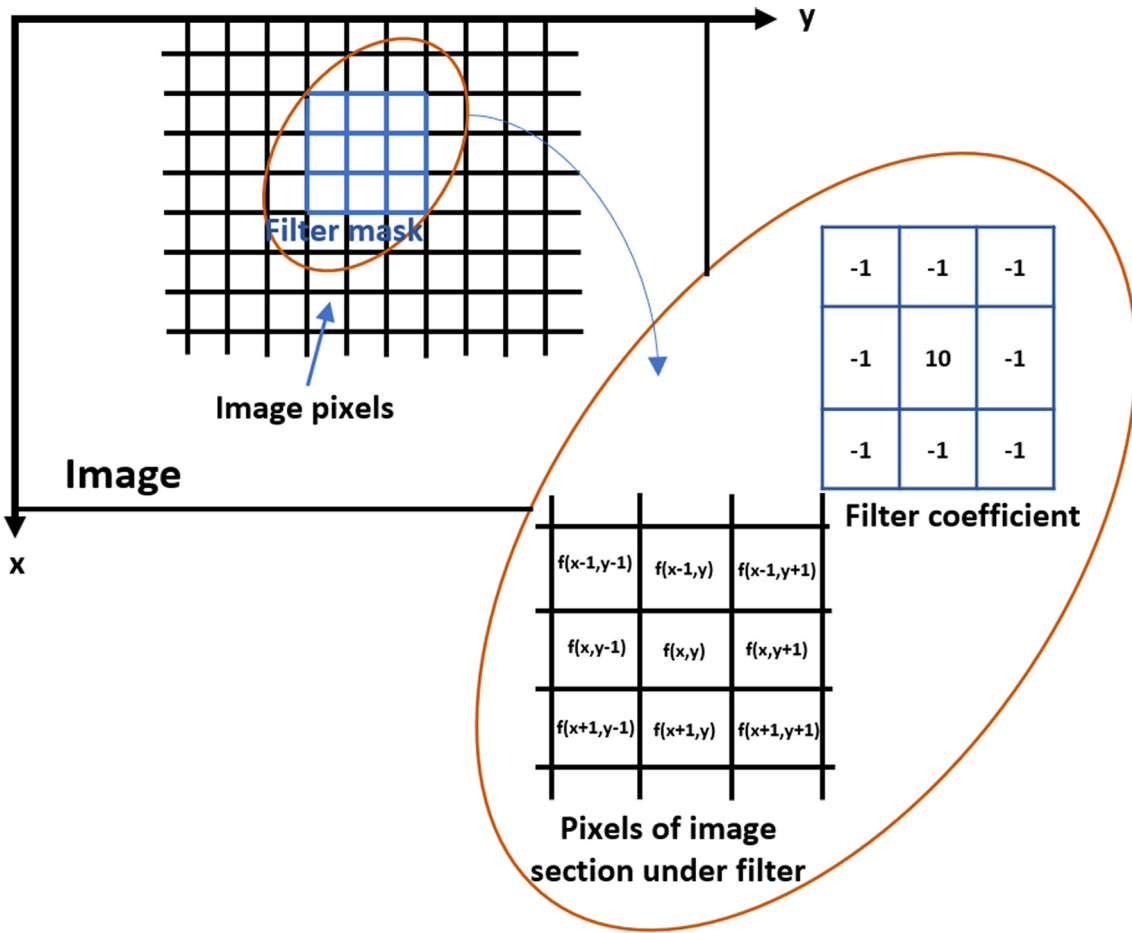 y
Filter mask
Image pixels
Image
x
-1 -1 -1
-1 10 -1
-1 -1 -1
Filter coefficient
f(x-1,y-1) f(x-1,y) f(x-1,y+1)
f(x,y-1) f(x,y) f(x,y+1)
f(x+1,y-1) f(x+1,y) f(x+1,y+1)
Pixels of image
section under filter